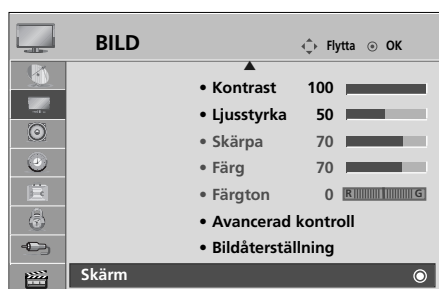 BILD Flytta OK
• Kontrast 100
• Ljusstyrka 50
• Skärpa 70
• Färg 70
• Färgton 0 R G
• Avancerad kontroll
• Bildåterställning
Skärm